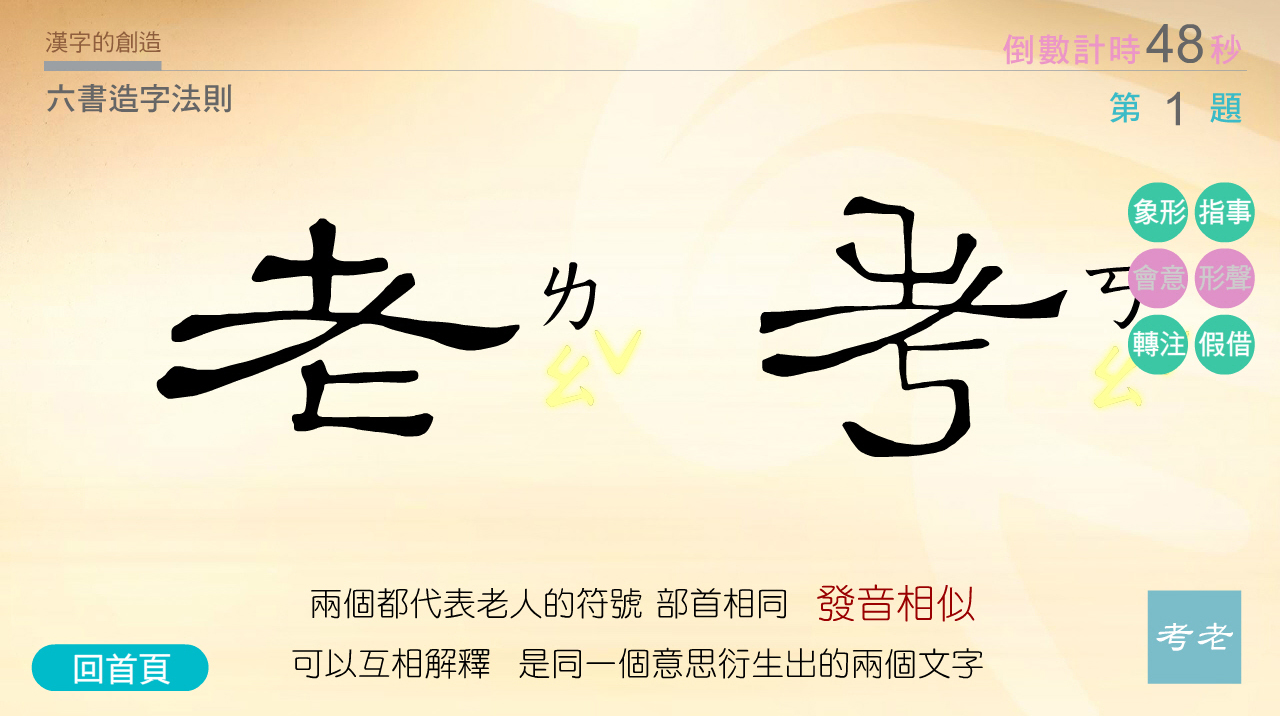 漢字的創造
倒數計時48秒
六書造字法則
第 1 題
象形 指事
會意 形聲
轉注 假借
老 ㄌㄠˇ 考 ㄎㄠ
兩個都代表老人的符號 部首相同 發音相似
可以互相解釋 是同一個意思衍生出的兩個文字
回首頁
考老